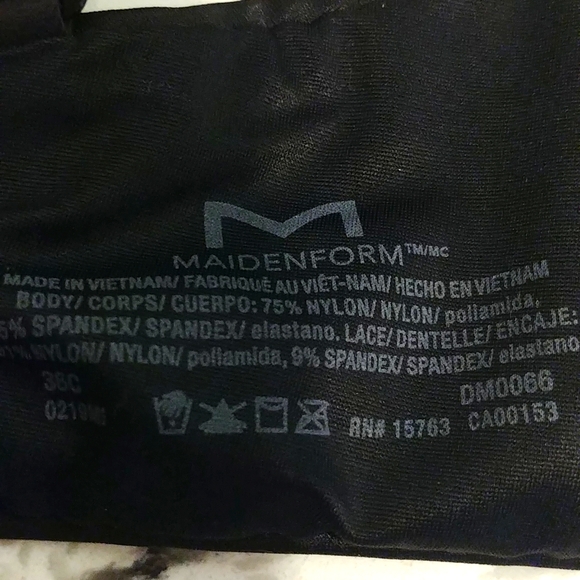 MAIDENFORM™/MC
MADE IN VIETNAM/ FABRIQUÉ AU VIÊT-NAM/ HECHO EN VIETNAM
BODY/ CORPS/ CUERPO: 75% NYLON/ NYLON/ poliamida,
SPANDEX/ SPANDEX/ elastano. LACE/ DENTELLE/ ENCAJE:
NYLON/ NYLON/ poliamida, 9% SPANDEX/ SPANDEX/ elastano
DM0066
RN# 15763 CA00153